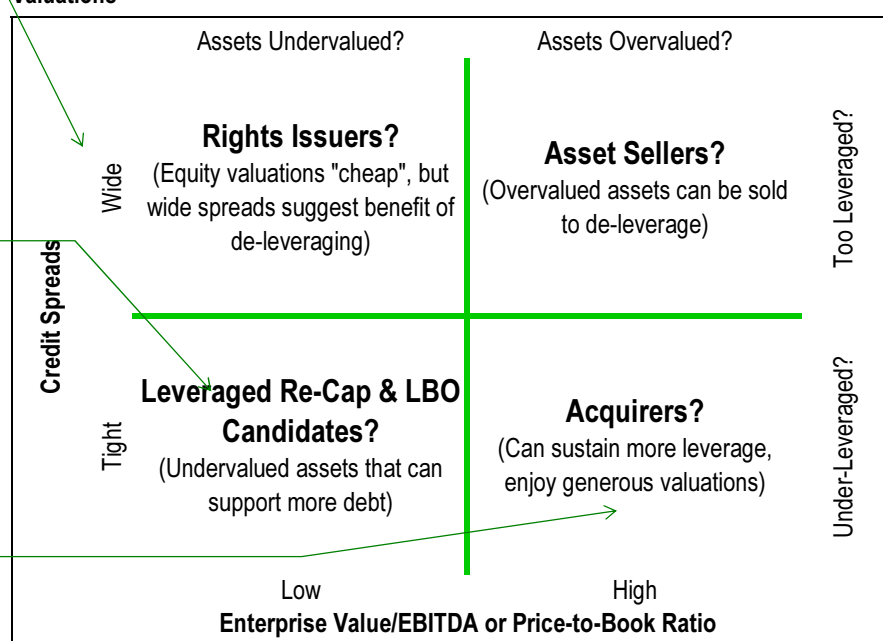 Valuations
Assets Undervalued?
Assets Overvalued?
Rights Issuers?
(Equity valuations "cheap", but
wide spreads suggest benefit of
de-leveraging)
Asset Sellers?
(Overvalued assets can be sold
to de-leverage)
Wide
Too Leveraged?
Credit Spreads
Leveraged Re-Cap & LBO
Candidates?
(Undervalued assets that can
support more debt)
Acquirers?
(Can sustain more leverage,
enjoy generous valuations)
Tight
Under-Leveraged?
Low
High
Enterprise Value/EBITDA or Price-to-Book Ratio